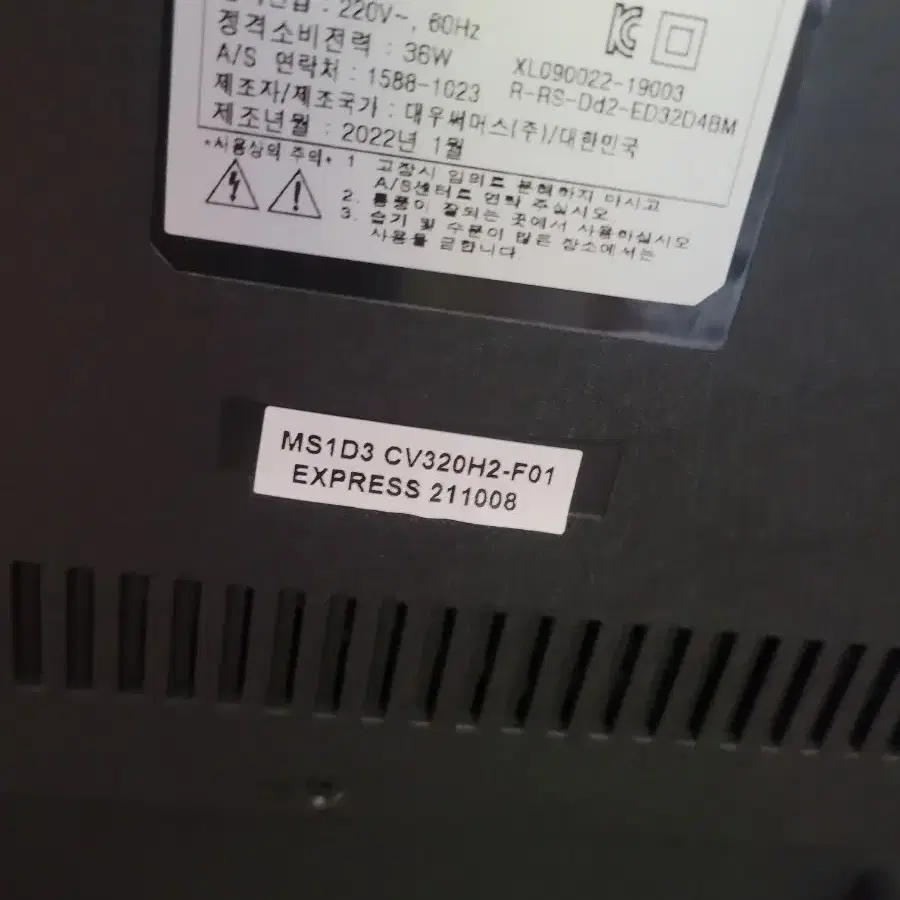 정격전압 : 220V~, 60Hz
정격소비전력 : 36W
A/S 연락처 : 1588-1023
XL090022-19003
R-RS-Dd2-ED32D4BM
제조자/제조국가 : 대우써머스(주)/대한민국
제조년월 : 2022년 1월
*사용상의 주의* 1. 고장시 임의트 분해하지 마시고
A/S센터트 연락 주십시오.
2. 통풍이 잘되는 곳에서 사용하십시오
3. 습기 및 수분이 많은 장소에서는
사용을 금합니다.
MS1D3 CV320H2-F01
EXPRESS 211008